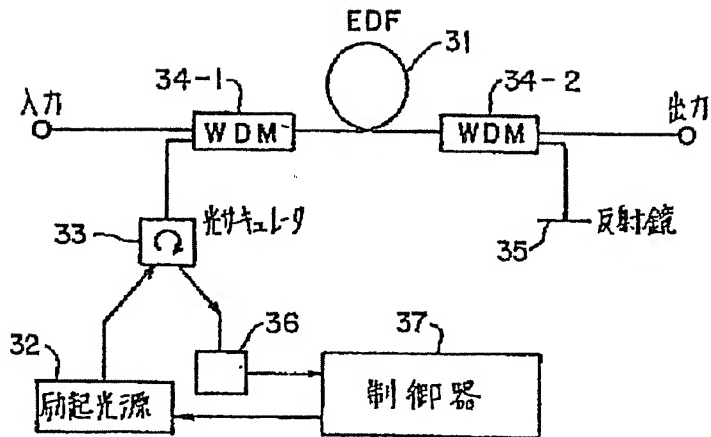 EDF
31
34-1
34-2
入力
WDM
WDM
出力
33
光サキュレータ
35
反射鏡
36
37
32
励起光源
制御器